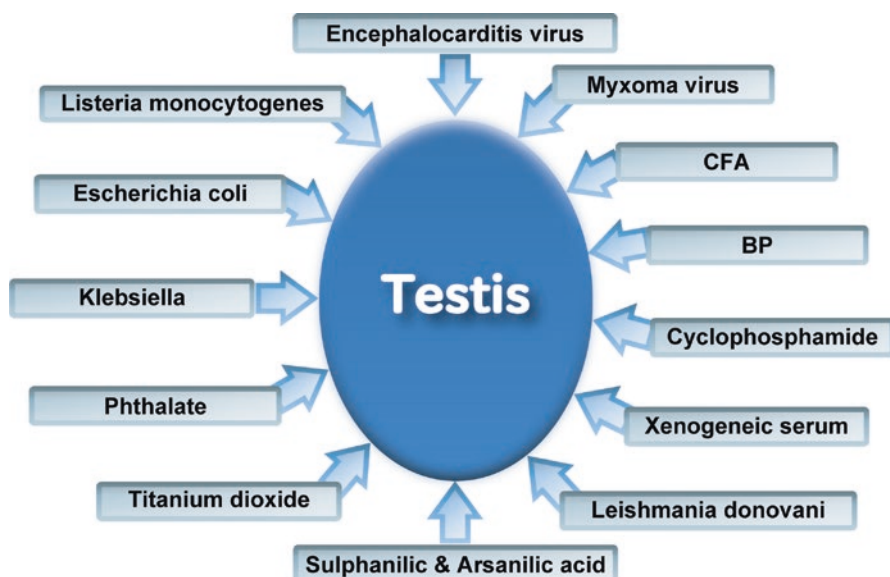 Encephalocarditis virus
Myxoma virus
Listeria monocytogenes
CFA
Escherichia coli
BP
Testis
Klebsiella
Cyclophosphamide
Phthalate
Xenogeneic serum
Titanium dioxide
Leishmania donovani
Sulphanilic & Arsanilic acid